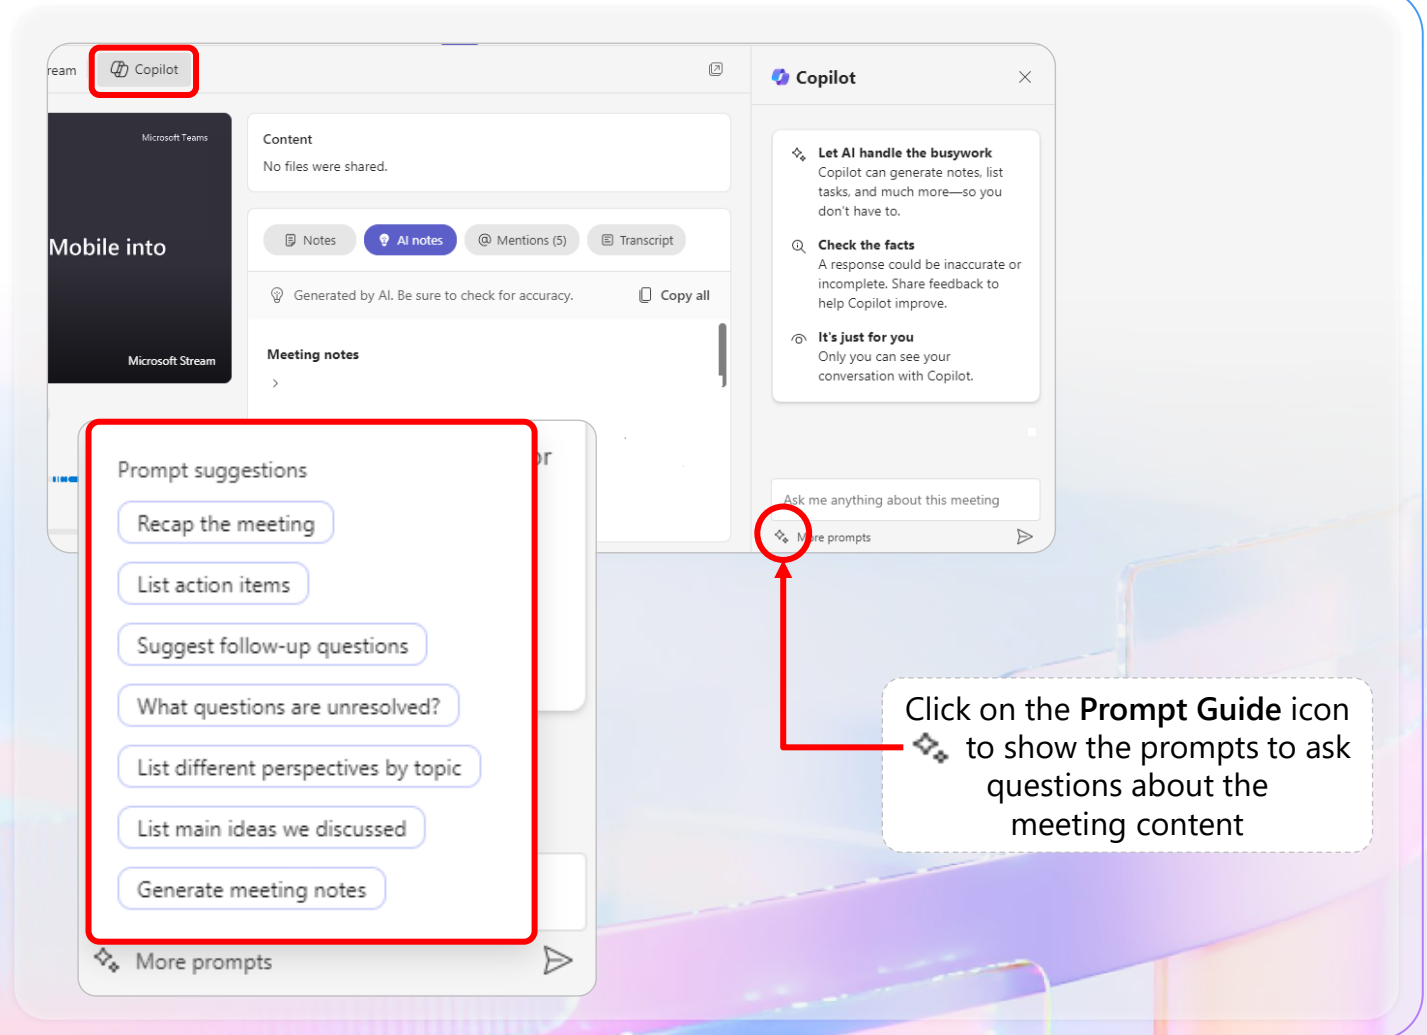 ream
Copilot
Microsoft Teams
Mobile into
Microsoft Stream
Content
No files were shared.
Notes
AI notes
@ Mentions (5)
Transcript
Generated by AI. Be sure to check for accuracy.
Copy all
Meeting notes
Copilot
Let AI handle the busywork
Copilot can generate notes, list
tasks, and much more—so you
don't have to.
Check the facts
A response could be inaccurate or
incomplete. Share feedback to
help Copilot improve.
It's just for you
Only you can see your
conversation with Copilot.
Ask me anything about this meeting
More prompts
or
Prompt suggestions
Recap the meeting
List action items
Suggest follow-up questions
What questions are unresolved?
List different perspectives by topic
List main ideas we discussed
Generate meeting notes
More prompts
Click on the Prompt Guide icon
to show the prompts to ask
questions about the
meeting content